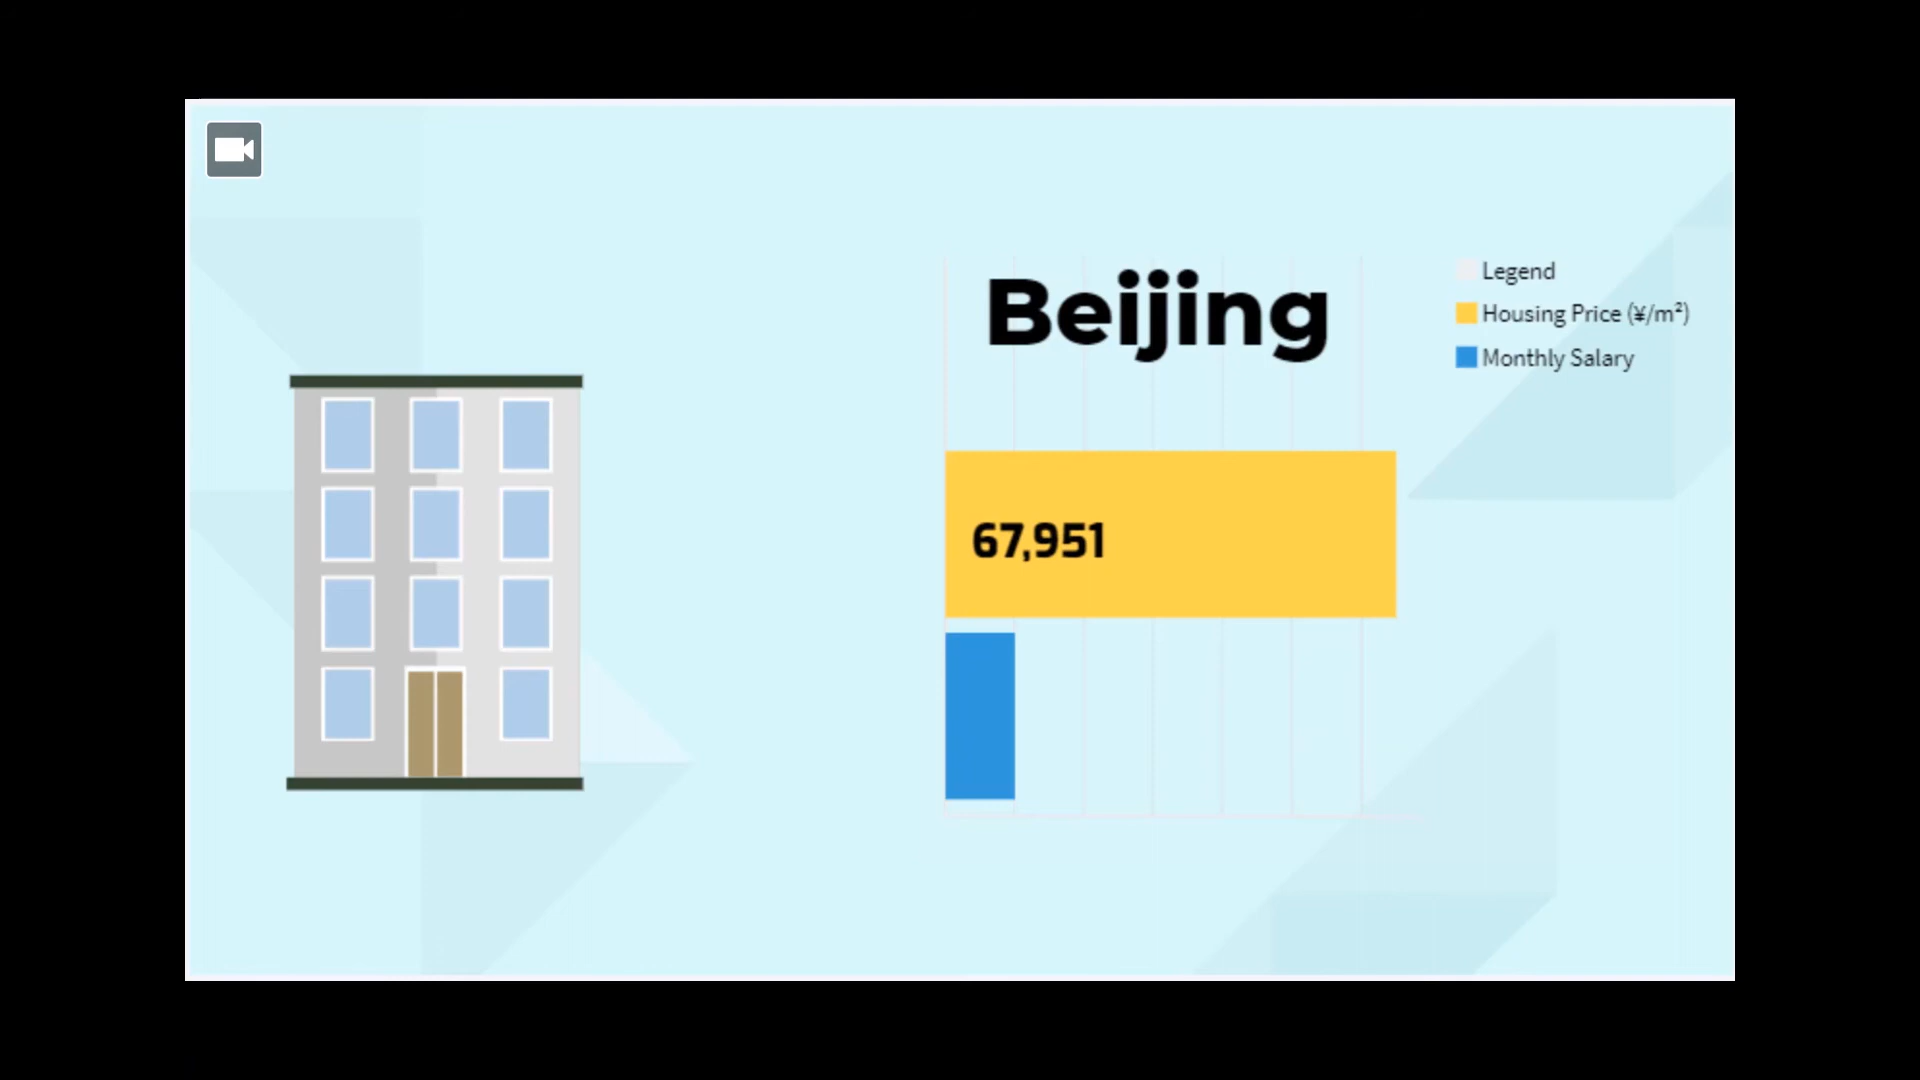 Beijing
Legend
Housing Price (¥/m²)
Monthly Salary
67,951